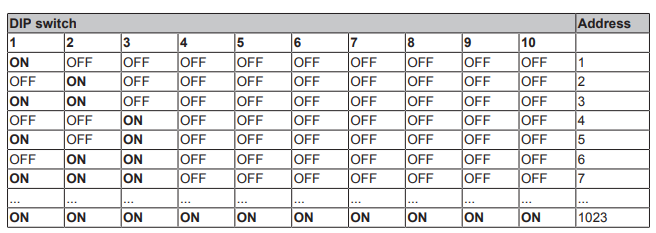 DIP switch Address
1 2 3 4 5 6 7 8 9 10
ON OFF OFF OFF OFF OFF OFF OFF OFF OFF 1
OFF ON OFF OFF OFF OFF OFF OFF OFF OFF 2
ON ON OFF OFF OFF OFF OFF OFF OFF OFF 3
OFF OFF ON OFF OFF OFF OFF OFF OFF OFF 4
ON OFF ON OFF OFF OFF OFF OFF OFF OFF 5
OFF ON ON OFF OFF OFF OFF OFF OFF OFF 6
ON ON ON OFF OFF OFF OFF OFF OFF OFF 7
... ... ... ... ... ... ... ... ... ... ...
ON ON ON ON ON ON ON ON ON ON 1023